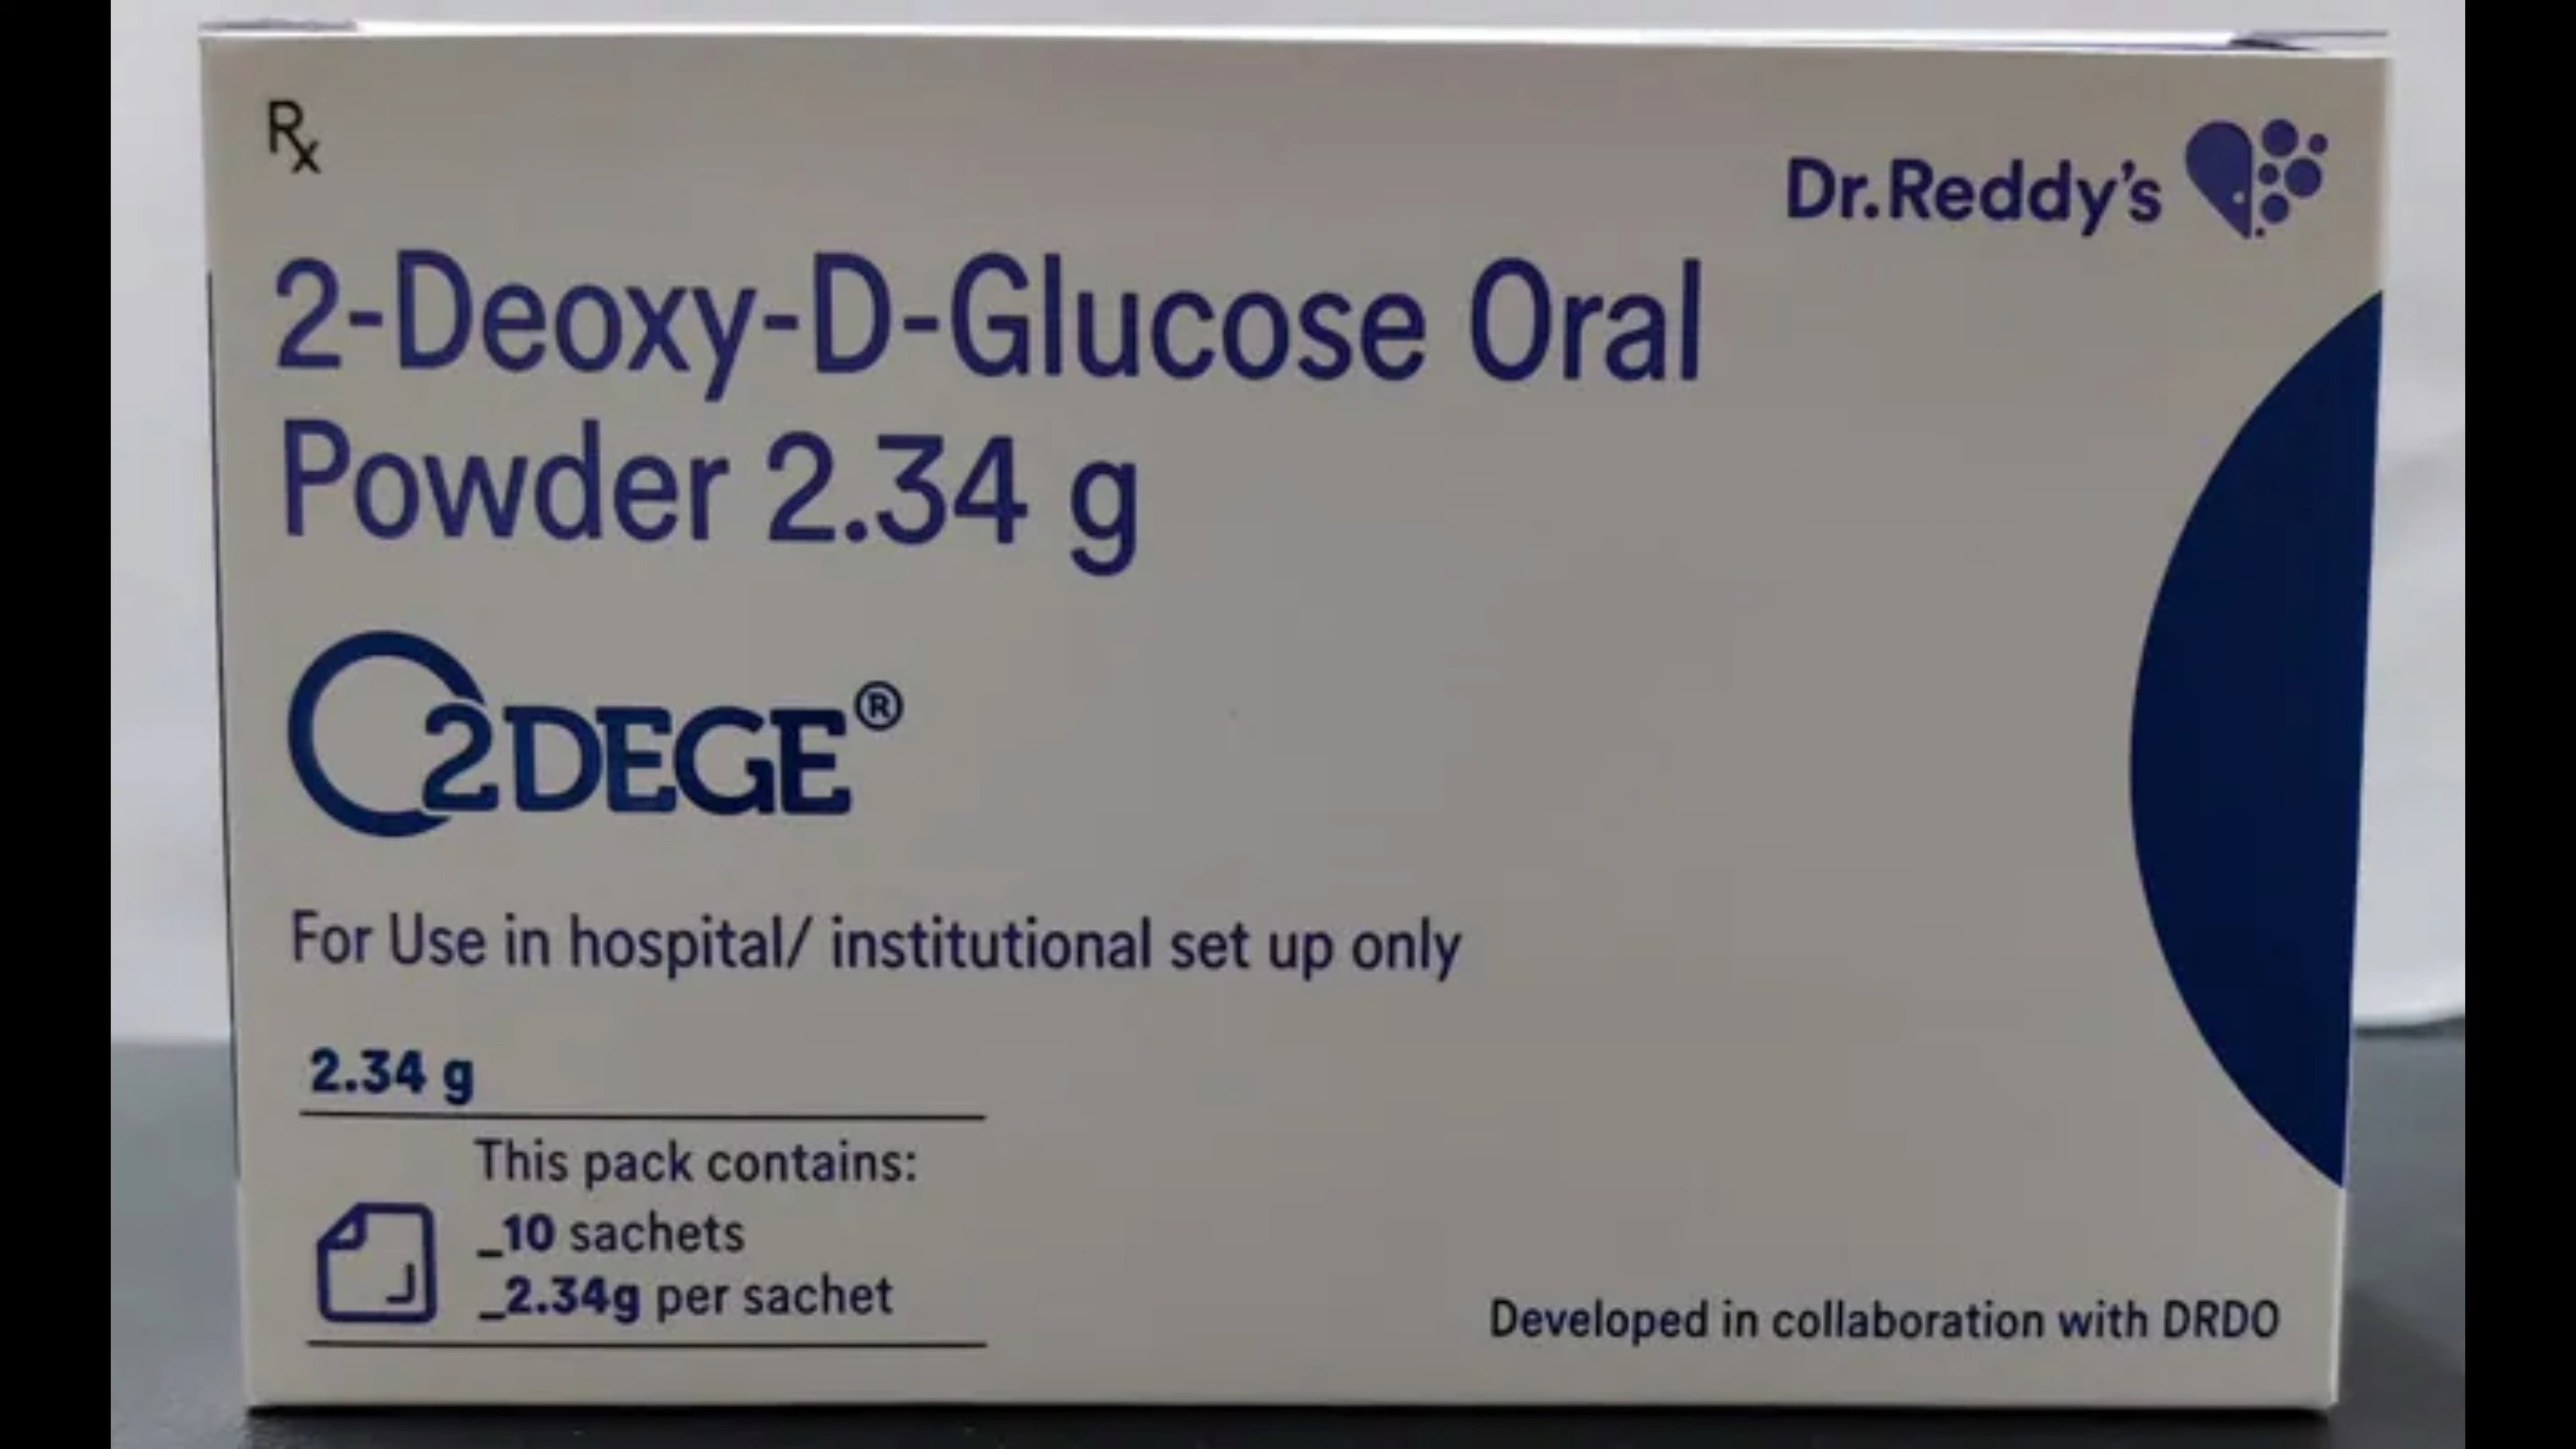 Rx
Dr.Reddy's
2-Deoxy-D-Glucose Oral
Powder 2.34 g
O2DEGE®
For Use in hospital/ institutional set up only
2.34 g
This pack contains:
_10 sachets
_2.34g per sachet
Developed in collaboration with DRDO